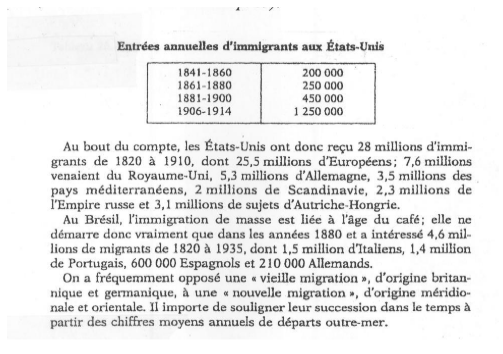 Entrées annuelles d'immigrants aux États-Unis
1841-1860 200 000
1861-1880 250 000
1881-1900 450 000
1906-1914 1 250 000
Au bout du compte, les États-Unis ont donc reçu 28 millions d'immi-
grants de 1820 à 1910, dont 25,5 millions d'Européens; 7,6 millions
venaient du Royaume-Uni, 5,3 millions d'Allemagne, 3,5 millions des
pays méditerranéens, 2 millions de Scandinavie, 2,3 millions de
l'Empire russe et 3,1 millions de sujets d'Autriche-Hongrie.
Au Brésil, l'immigration de masse est liée à l'âge du café; elle ne
démarre donc vraiment que dans les années 1880 et a intéressé 4,6 mil-
lions de migrants de 1820 à 1935, dont 1,5 million d'Italiens, 1,4 million
de Portugais, 600 000 Espagnols et 210 000 Allemands.
On a fréquemment opposé une « vieille migration », d'origine britan-
nique et germanique, à une « nouvelle migration », d'origine méridio-
nale et orientale. Il importe de souligner leur succession dans le temps à
partir des chiffres moyens annuels de départs outre-mer.